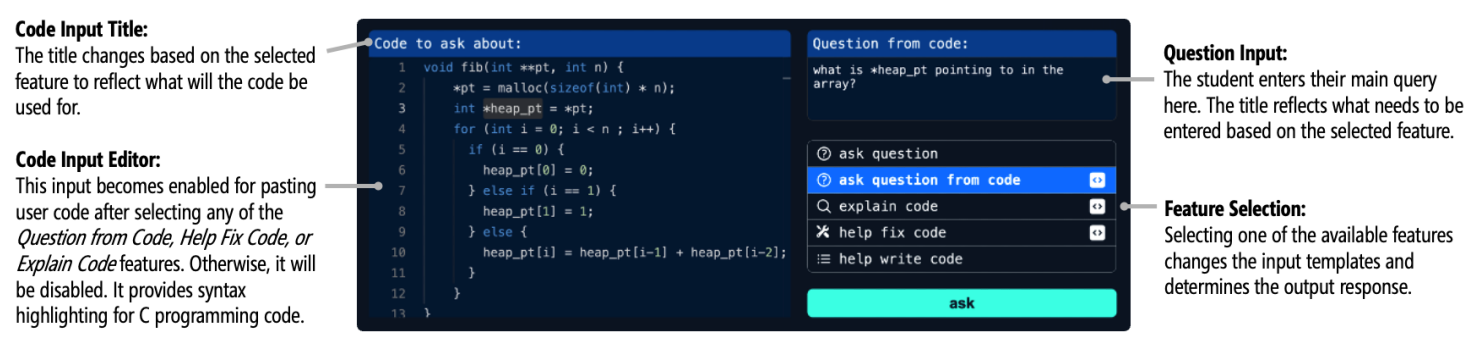 Code Input Title:
The title changes based on the selected
feature to reflect what will the code be
used for.
Code Input Editor:
This input becomes enabled for pasting
user code after selecting any of the
Question from Code, Help Fix Code, or
Explain Code features. Otherwise, it will
be disabled. It provides syntax
highlighting for C programming code.
Code to ask about:
1 void fib(int **pt, int n) {
2 *pt = malloc(sizeof(int) * n);
3 int *heap_pt = *pt;
4 for (int i = 0; i < n ; i++) {
5 if (i == 0) {
6 heap_pt[0] = 0;
7 } else if (i == 1) {
8 heap_pt[1] = 1;
9 } else {
10 heap_pt[i] = heap_pt[i-1] + heap_pt[i-2];
11 }
12 }
13 }
Question from code:
what is *heap_pt pointing to in the
array?
ask question
ask question from code
explain code
help fix code
help write code
ask
Question Input:
The student enters their main query
here. The title reflects what needs to be
entered based on the selected feature.
Feature Selection:
Selecting one of the available features
changes the input templates and
determines the output response.